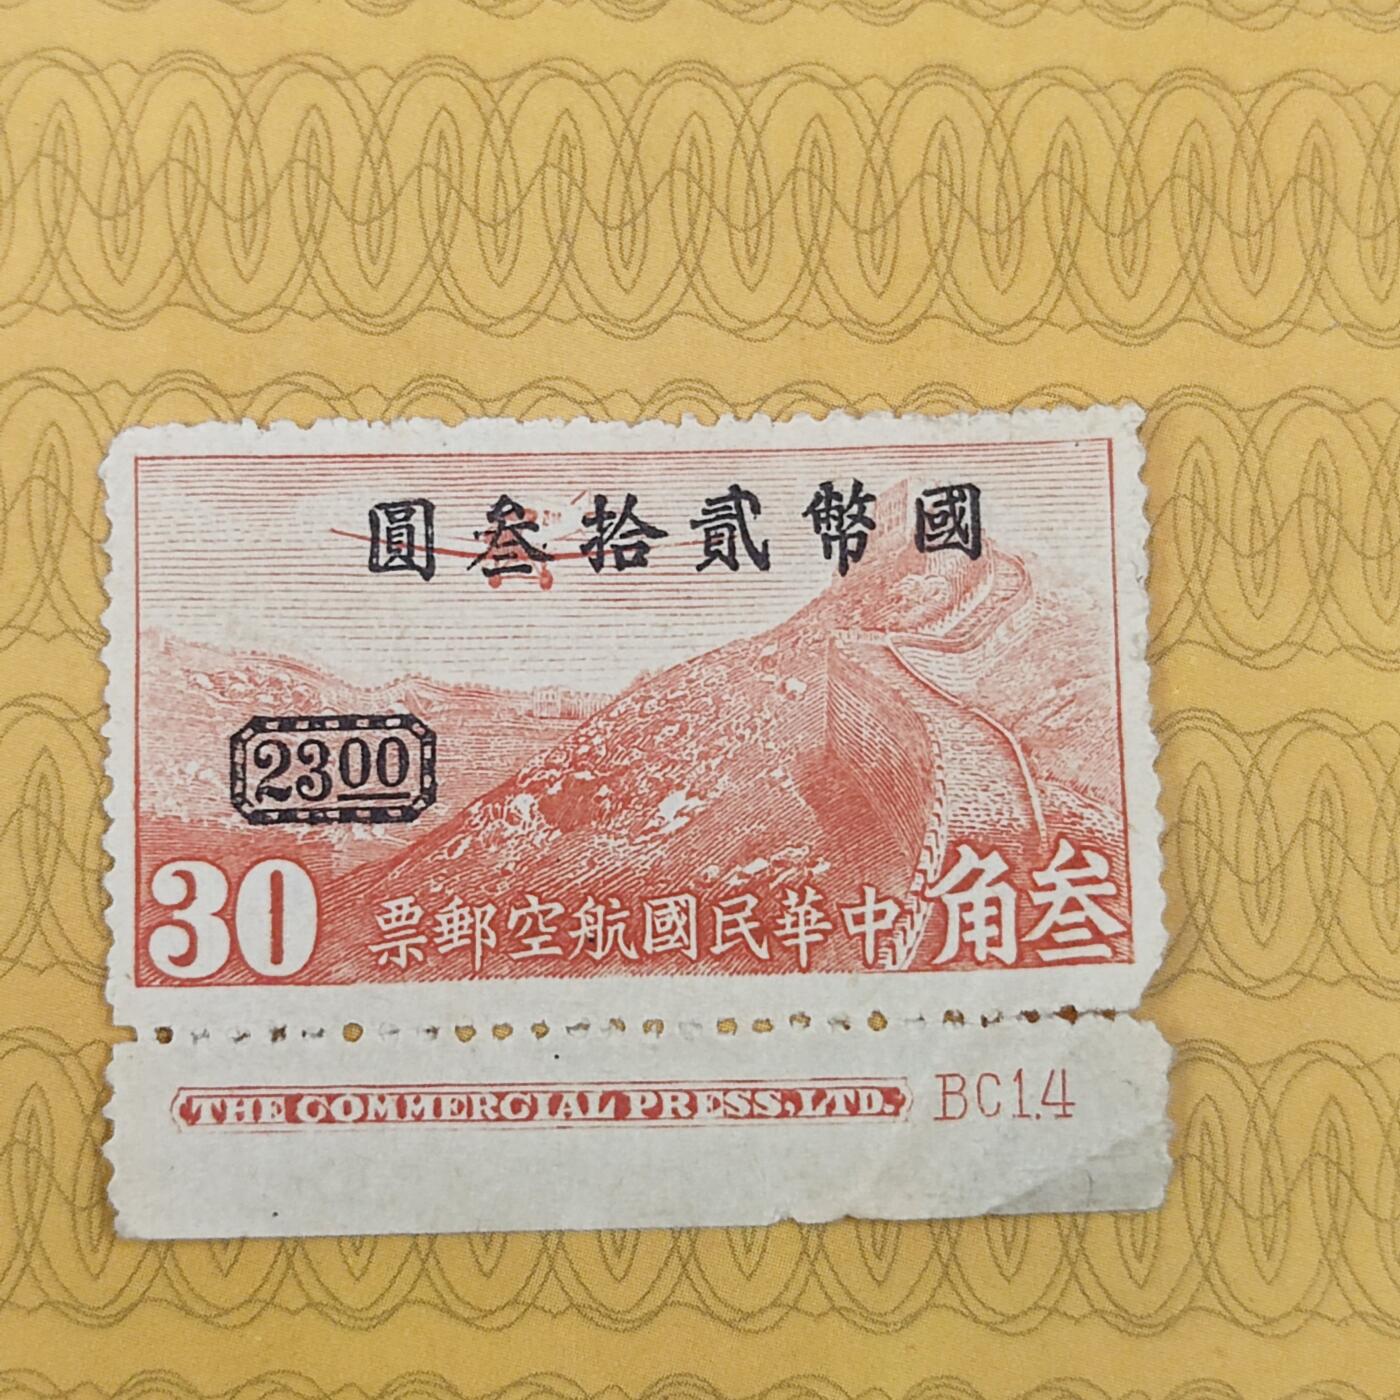 國幣貳拾叁圓
2300
30
中華民國航空郵票
叁角
THE COMMERCIAL PRESS, LTD. BC1.4